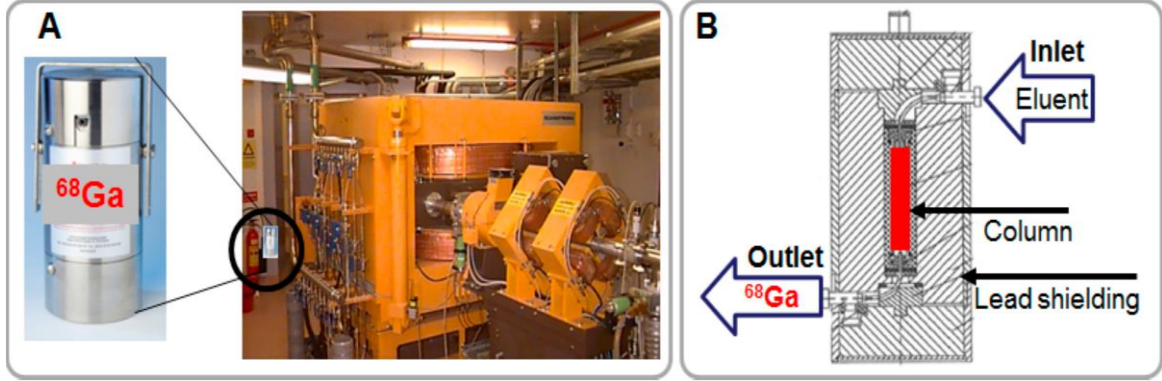 A
⁶⁸Ga
B
Inlet
Eluent
Column
Lead shielding
Outlet
⁶⁸Ga